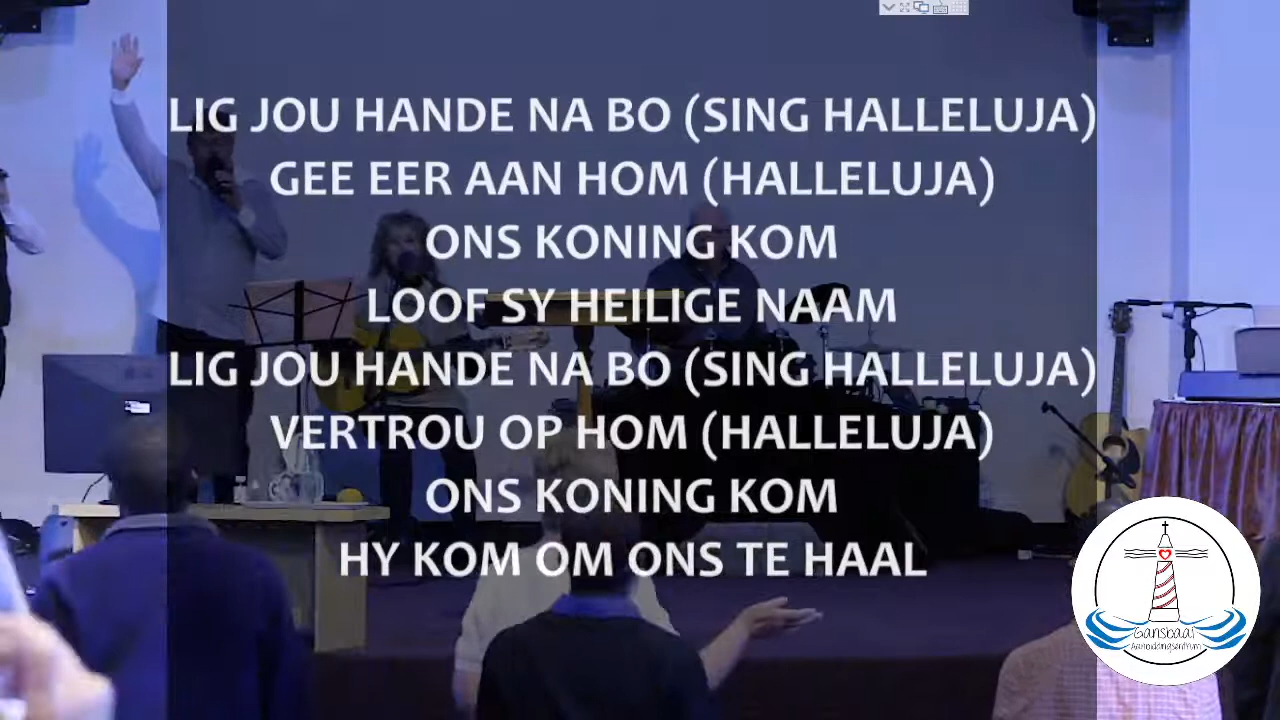 LIG JOU HANDE NA BO (SING HALLELUJA)
GEE EER AAN HOM (HALLELUJA)
ONS KONING KOM
LOOF SY HEILIGE NAAM
LIG JOU HANDE NA BO (SING HALLELUJA)
VERTROU OP HOM (HALLELUJA)
ONS KONING KOM
HY KOM OM ONS TE HAAL
Gansbaai
Aanbiddingsentrum